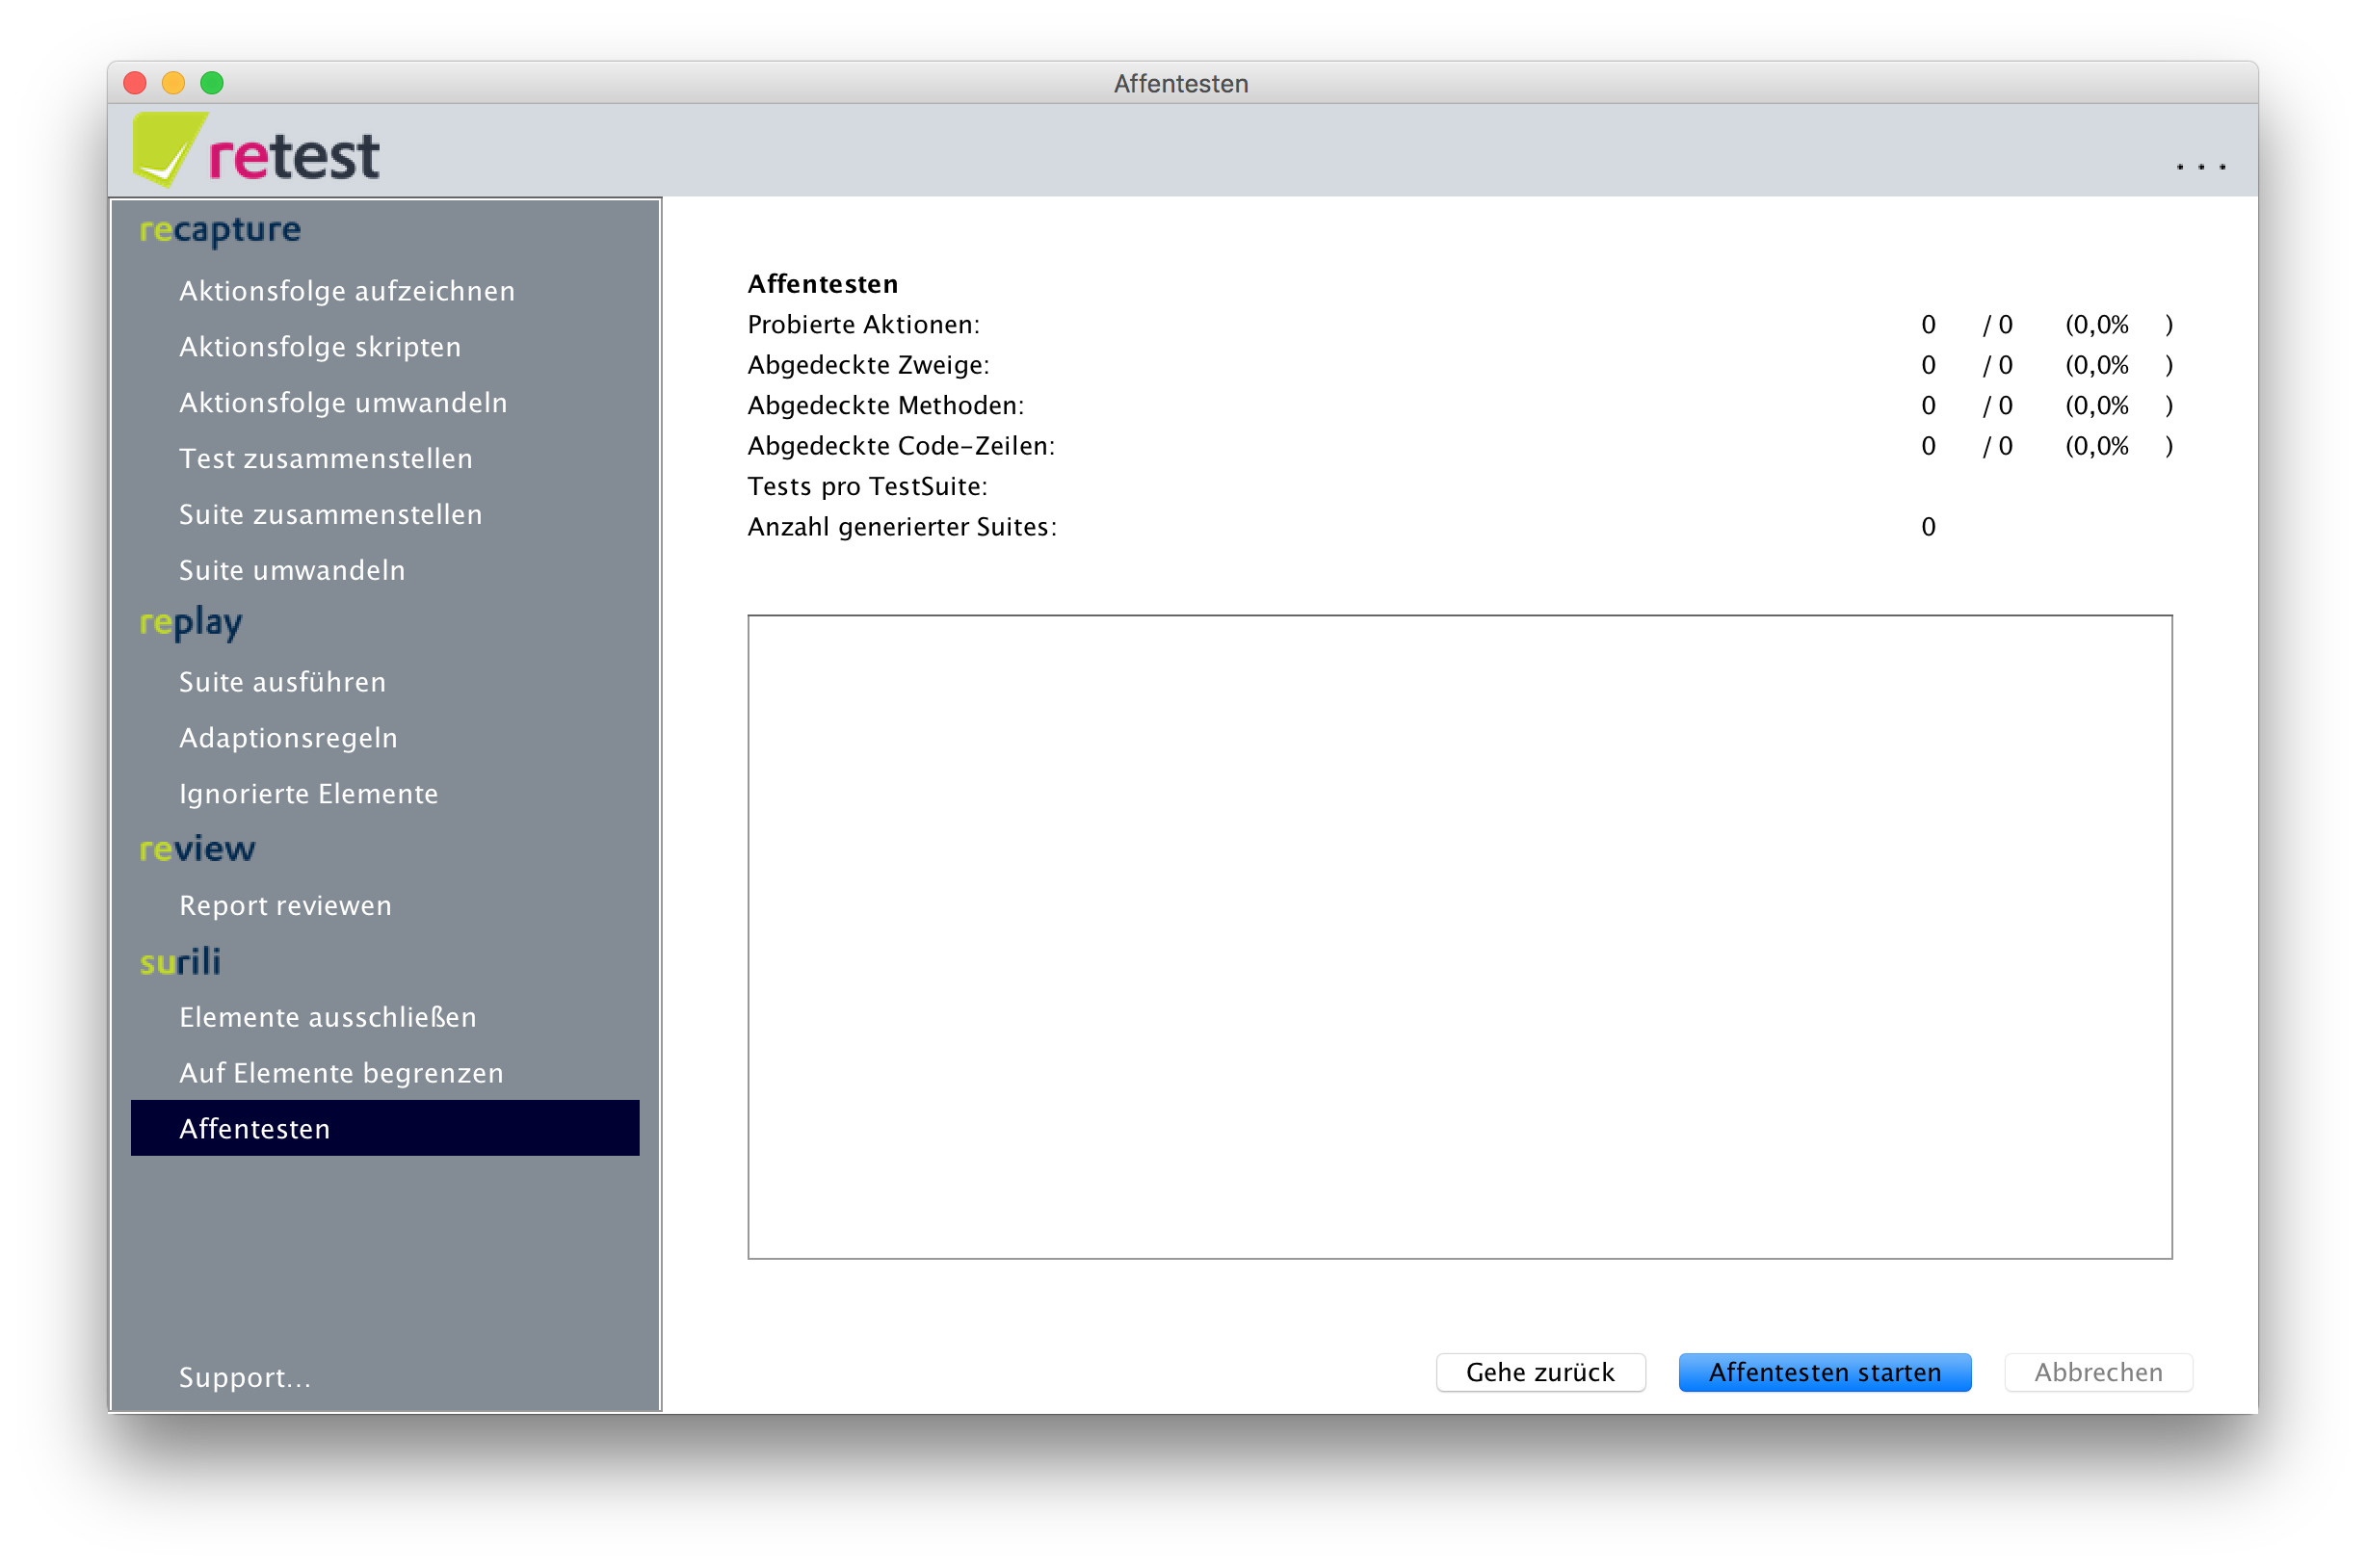 Affentesten
retest
...
recapture
Aktionsfolge aufzeichnen
Aktionsfolge skripten
Aktionsfolge umwandeln
Test zusammenstellen
Suite zusammenstellen
Suite umwandeln
replay
Suite ausführen
Adaptionsregeln
Ignorierte Elemente
review
Report reviewen
surili
Elemente ausschließen
Auf Elemente begrenzen
Affentesten
Support...
Affentesten
Probierte Aktionen: 0 / 0 (0,0% )
Abgedeckte Zweige: 0 / 0 (0,0% )
Abgedeckte Methoden: 0 / 0 (0,0% )
Abgedeckte Code-Zeilen: 0 / 0 (0,0% )
Tests pro TestSuite:
Anzahl generierter Suites: 0
Gehe zurück Affentesten starten Abbrechen